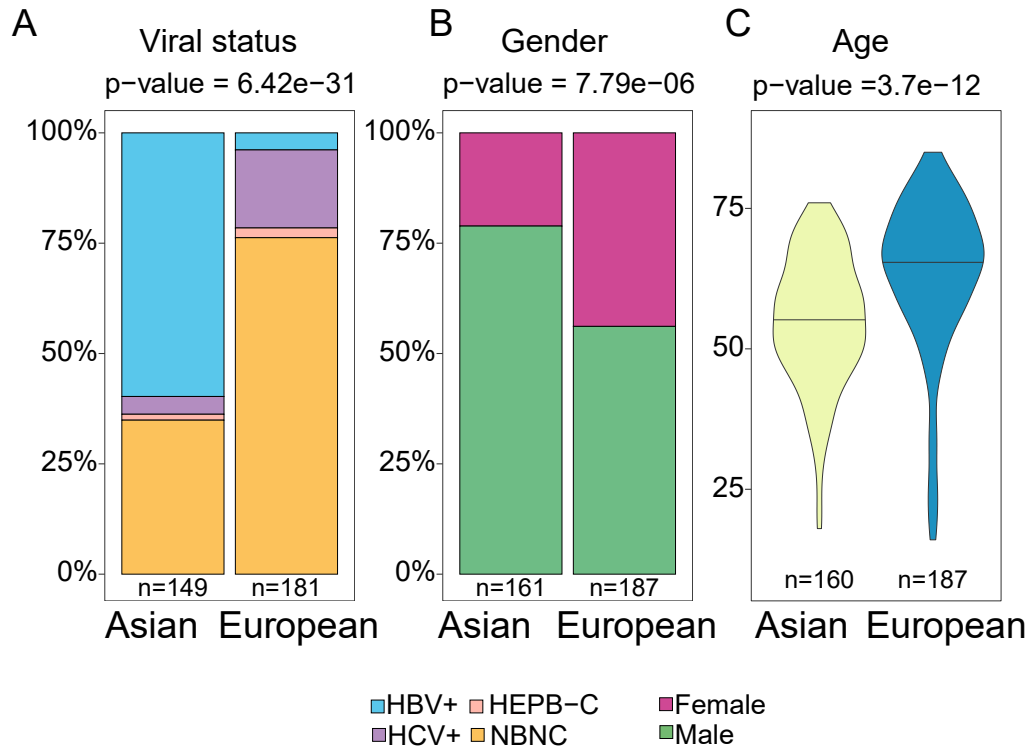 A
Viral status
p−value = 6.42e−31
100%
75%
50%
25%
0%
n=149
n=181
Asian
European
B
Gender
p−value = 7.79e−06
100%
75%
50%
25%
0%
n=161
n=187
Asian
European
C
Age
p−value =3.7e−12
75
50
25
n=160
n=187
Asian
European
HBV+
HEPB−C
HCV+
NBNC
Female
Male